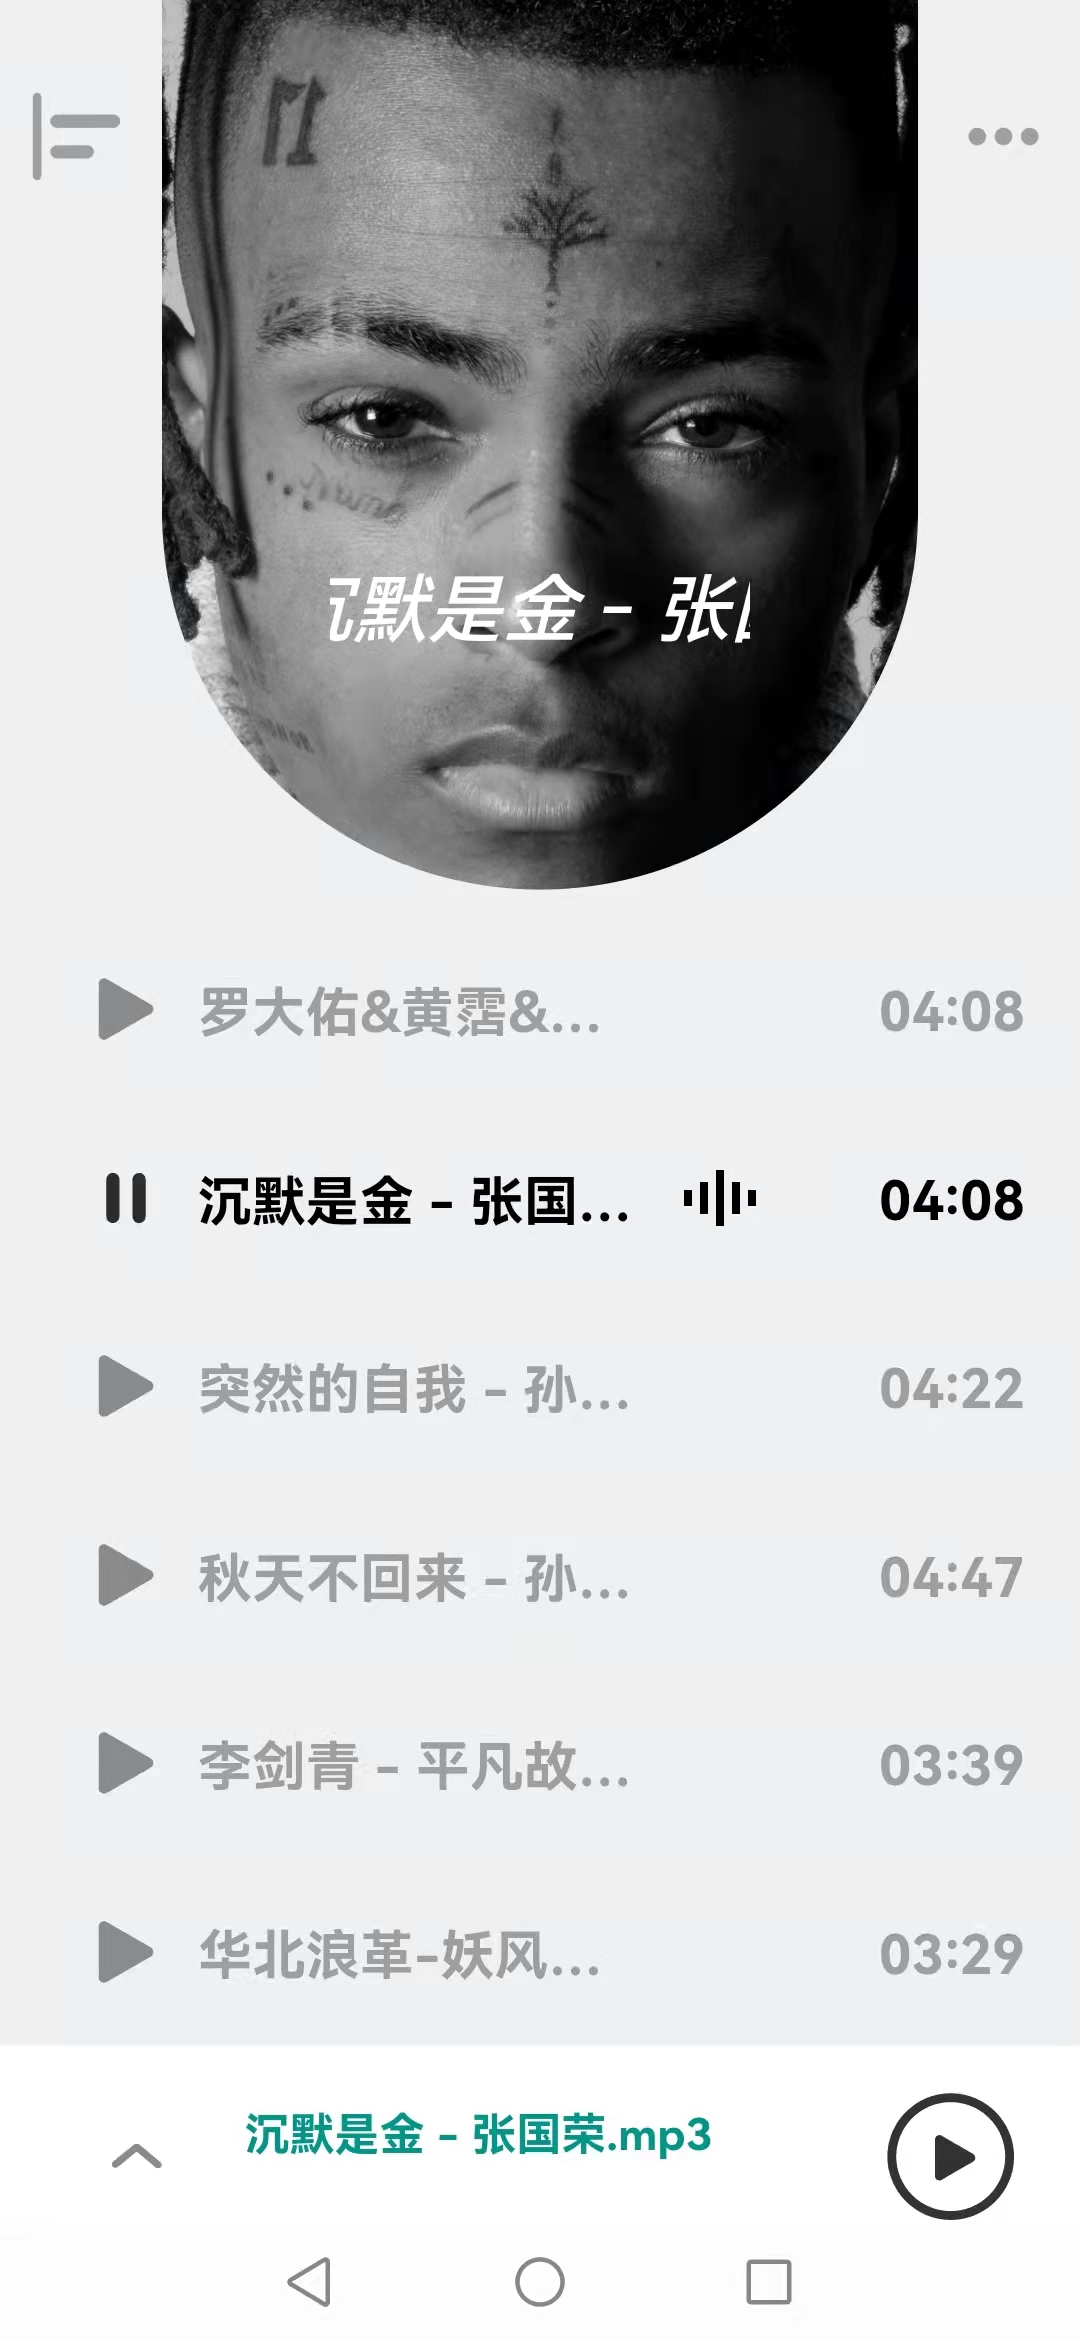 沉默是金 - 张国
罗大佑&黄霑&...
04:08
沉默是金 - 张国...
04:08
突然的自我 - 孙...
04:22
秋天不回来 - 孙...
04:47
李剑青 - 平凡故...
03:39
华北浪革-妖风...
03:29
沉默是金 - 张国荣.mp3